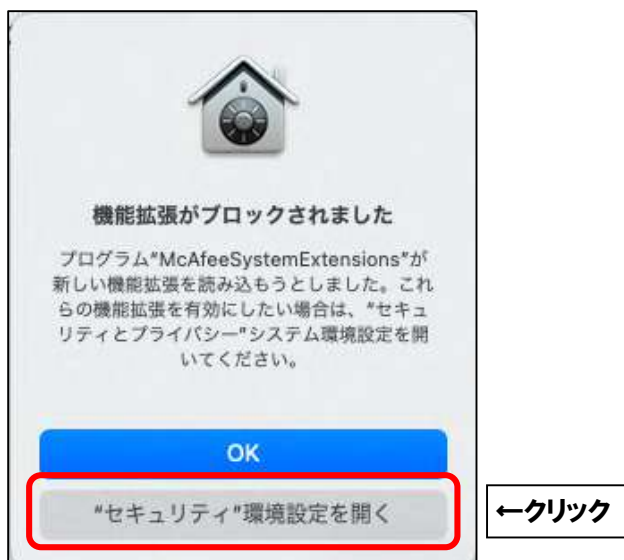 機能拡張がブロックされました
プログラム"McAfeeSystemExtensions"が
新しい機能拡張を読み込もうとしました。これ
らの機能拡張を有効にしたい場合は、"セキュ
リティとプライバシー"システム環境設定を開
いてください。
OK
"セキュリティ"環境設定を開く
←クリック